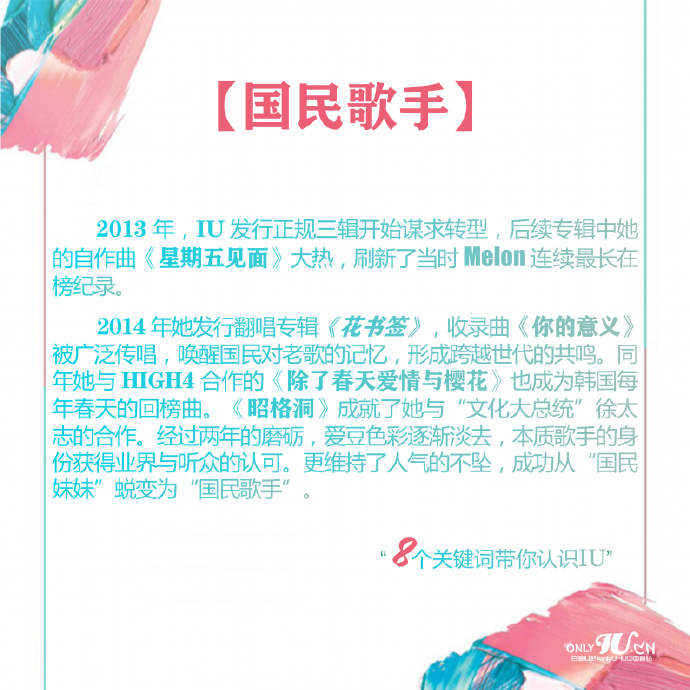 【国民歌手】
2013 年，IU 发行正规三辑开始谋求转型，后续专辑中她
的自作曲《星期五见面》大热，刷新了当时 Melon 连续最长在
榜纪录。
2014 年她发行翻唱专辑《花书签》，收录曲《你的意义》
被广泛传唱，唤醒国民对老歌的记忆，形成跨越世代的共鸣。同
年她与 HIGH4 合作的《除了春天爱情与樱花》也成为韩国每
年春天的回榜曲。《昭格洞》成就了她与“文化大总统”徐太
志的合作。经过两年的磨砺，爱豆色彩逐渐淡去，本质歌手的身
份获得业界与听众的认可。更维持了人气的不坠，成功从“国民
妹妹”蜕变为“国民歌手”。
“8个关键词带你认识IU”
ONLYIU.CN